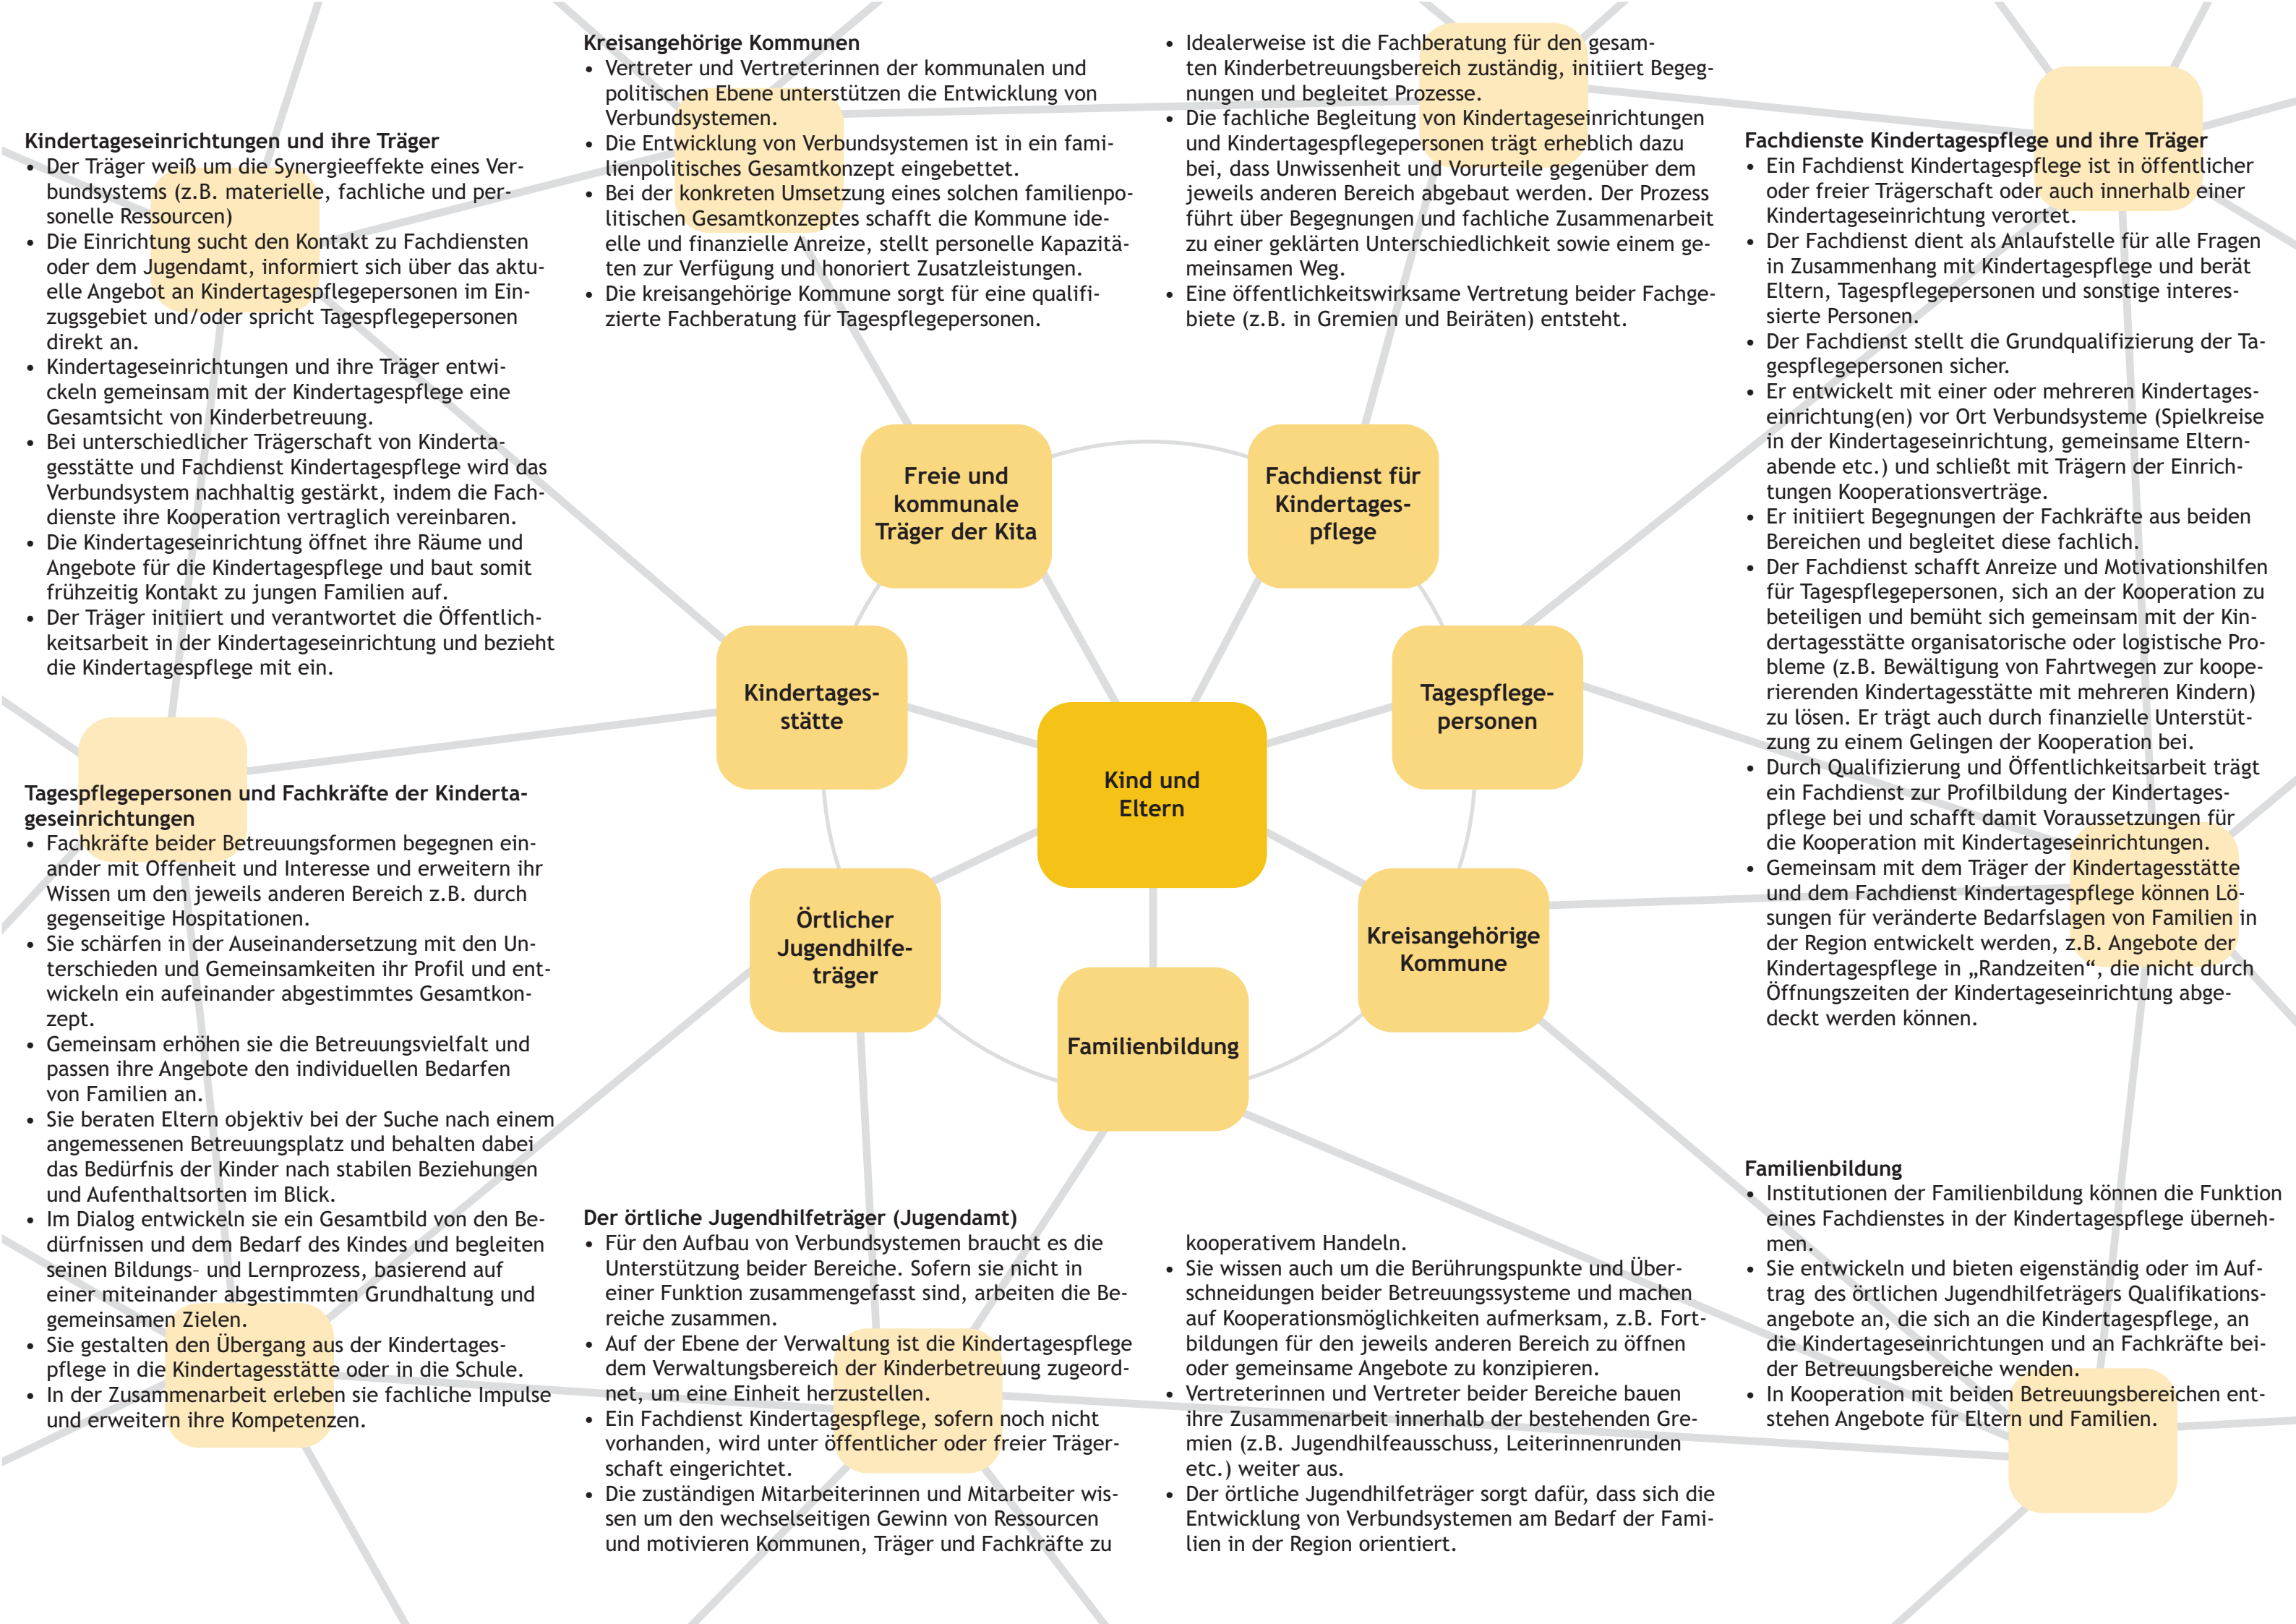 Kindertageseinrichtungen und ihre Träger
• Der Träger weiß um die Synergieeffekte eines Ver-
bundsystems (z.B. materielle, fachliche und per-
sonelle Ressourcen)
• Die Einrichtung sucht den Kontakt zu Fachdiensten
oder dem Jugendamt, informiert sich über das aktu-
elle Angebot an Kindertagespflegepersonen im Ein-
zugsgebiet und/oder spricht Tagespflegepersonen
direkt an.
• Kindertageseinrichtungen und ihre Träger entwi-
ckeln gemeinsam mit der Kindertagespflege eine
Gesamtsicht von Kinderbetreuung.
• Bei unterschiedlicher Trägerschaft von Kinderta-
gesstätte und Fachdienst Kindertagespflege wird das
Verbundsystem nachhaltig gestärkt, indem die Fach-
dienste ihre Kooperation vertraglich vereinbaren.
• Die Kindertageseinrichtung öffnet ihre Räume und
Angebote für die Kindertagespflege und baut somit
frühzeitig Kontakt zu jungen Familien auf.
• Der Träger initiiert und verantwortet die Öffentlich-
keitsarbeit in der Kindertageseinrichtung und bezieht
die Kindertagespflege mit ein.
Tagespflegepersonen und Fachkräfte der Kinderta-
geseinrichtungen
• Fachkräfte beider Betreuungsformen begegnen ein-
ander mit Offenheit und Interesse und erweitern ihr
Wissen um den jeweils anderen Bereich z.B. durch
gegenseitige Hospitationen.
• Sie schärfen in der Auseinandersetzung mit den Un-
terschieden und Gemeinsamkeiten ihr Profil und ent-
wickeln ein aufeinander abgestimmtes Gesamtkon-
zept.
• Gemeinsam erhöhen sie die Betreuungsvielfalt und
passen ihre Angebote den individuellen Bedarfen
von Familien an.
• Sie beraten Eltern objektiv bei der Suche nach einem
angemessenen Betreuungsplatz und behalten dabei
das Bedürfnis der Kinder nach stabilen Beziehungen
und Aufenthaltsorten im Blick.
• Im Dialog entwickeln sie ein Gesamtbild von den Be-
dürfnissen und dem Bedarf des Kindes und begleiten
seinen Bildungs- und Lernprozess, basierend auf
einer miteinander abgestimmten Grundhaltung und
gemeinsamen Zielen.
• Sie gestalten den Übergang aus der Kindertages-
pflege in die Kindertagesstätte oder in die Schule.
• In der Zusammenarbeit erleben sie fachliche Impulse
und erweitern ihre Kompetenzen.
Kreisangehörige Kommunen
• Vertreter und Vertreterinnen der kommunalen und
politischen Ebene unterstützen die Entwicklung von
Verbundsystemen.
• Die Entwicklung von Verbundsystemen ist in ein fami-
lienpolitisches Gesamtkonzept eingebettet.
• Bei der konkreten Umsetzung eines solchen familienpo-
litischen Gesamtkonzeptes schafft die Kommune ide-
elle und finanzielle Anreize, stellt personelle Kapazitä-
ten zur Verfügung und honoriert Zusatzleistungen.
• Die kreisangehörige Kommune sorgt für eine qualifi-
zierte Fachberatung für Tagespflegepersonen.
• Idealerweise ist die Fachberatung für den gesam-
ten Kinderbetreuungsbereich zuständig, initiiert Begeg-
nungen und begleitet Prozesse.
• Die fachliche Begleitung von Kindertageseinrichtungen
und Kindertagespflegepersonen trägt erheblich dazu
bei, dass Unwissenheit und Vorurteile gegenüber dem
jeweils anderen Bereich abgebaut werden. Der Prozess
führt über Begegnungen und fachliche Zusammenarbeit
zu einer geklärten Unterschiedlichkeit sowie einem ge-
meinsamen Weg.
• Eine öffentlichkeitswirksame Vertretung beider Fachge-
biete (z.B. in Gremien und Beiräten) entsteht.
Freie und
kommunale
Träger der Kita
Fachdienst für
Kindertages-
pflege
Kindertages-
stätte
Tagespflege-
personen
Kind und
Eltern
Örtlicher
Jugendhilfe-
träger
Kreisangehörige
Kommune
Familienbildung
Der örtliche Jugendhilfeträger (Jugendamt)
• Für den Aufbau von Verbundsystemen braucht es die
Unterstützung beider Bereiche. Sofern sie nicht in
einer Funktion zusammengefasst sind, arbeiten die Be-
reiche zusammen.
• Auf der Ebene der Verwaltung ist die Kindertagespflege
dem Verwaltungsbereich der Kinderbetreuung zugeord-
net, um eine Einheit herzustellen.
• Ein Fachdienst Kindertagespflege, sofern noch nicht
vorhanden, wird unter öffentlicher oder freier Träger-
schaft eingerichtet.
• Die zuständigen Mitarbeiterinnen und Mitarbeiter wis-
sen um den wechselseitigen Gewinn von Ressourcen
und motivieren Kommunen, Träger und Fachkräfte zu
kooperativem Handeln.
• Sie wissen auch um die Berührungspunkte und Über-
schneidungen beider Betreuungssysteme und machen
auf Kooperationsmöglichkeiten aufmerksam, z.B. Fort-
bildungen für den jeweils anderen Bereich zu öffnen
oder gemeinsame Angebote zu konzipieren.
• Vertreterinnen und Vertreter beider Bereiche bauen
ihre Zusammenarbeit innerhalb der bestehenden Gre-
mien (z.B. Jugendhilfeausschuss, Leiterinnenrunden
etc.) weiter aus.
• Der örtliche Jugendhilfeträger sorgt dafür, dass sich die
Entwicklung von Verbundsystemen am Bedarf der Fami-
lien in der Region orientiert.
Fachdienste Kindertagespflege und ihre Träger
• Ein Fachdienst Kindertagespflege ist in öffentlicher
oder freier Trägerschaft oder auch innerhalb einer
Kindertageseinrichtung verortet.
• Der Fachdienst dient als Anlaufstelle für alle Fragen
in Zusammenhang mit Kindertagespflege und berät
Eltern, Tagespflegepersonen und sonstige interes-
sierte Personen.
• Der Fachdienst stellt die Grundqualifizierung der Ta-
gespflegepersonen sicher.
• Er entwickelt mit einer oder mehreren Kindertages-
einrichtung(en) vor Ort Verbundsysteme (Spielkreise
in der Kindertageseinrichtung, gemeinsame Eltern-
abende etc.) und schließt mit Trägern der Einrich-
tungen Kooperationsverträge.
• Er initiiert Begegnungen der Fachkräfte aus beiden
Bereichen und begleitet diese fachlich.
• Der Fachdienst schafft Anreize und Motivationshilfen
für Tagespflegepersonen, sich an der Kooperation zu
beteiligen und bemüht sich gemeinsam mit der Kin-
dertagesstätte organisatorische oder logistische Pro-
bleme (z.B. Bewältigung von Fahrtwegen zur koope-
rierenden Kindertagesstätte mit mehreren Kindern)
zu lösen. Er trägt auch durch finanzielle Unterstüt-
zung zu einem Gelingen der Kooperation bei.
• Durch Qualifizierung und Öffentlichkeitsarbeit trägt
ein Fachdienst zur Profilbildung der Kindertages-
pflege bei und schafft damit Voraussetzungen für
die Kooperation mit Kindertageseinrichtungen.
• Gemeinsam mit dem Träger der Kindertagesstätte
und dem Fachdienst Kindertagespflege können Lö-
sungen für veränderte Bedarfslagen von Familien in
der Region entwickelt werden, z.B. Angebote der
Kindertagespflege in „Randzeiten“, die nicht durch
Öffnungszeiten der Kindertageseinrichtung abge-
deckt werden können.
Familienbildung
• Institutionen der Familienbildung können die Funktion
eines Fachdienstes in der Kindertagespflege überneh-
men.
• Sie entwickeln und bieten eigenständig oder im Auf-
trag des örtlichen Jugendhilfeträgers Qualifikations-
angebote an, die sich an die Kindertagespflege, an
die Kindertageseinrichtungen und an Fachkräfte bei-
der Betreuungsbereiche wenden.
• In Kooperation mit beiden Betreuungsbereichen ent-
stehen Angebote für Eltern und Familien.